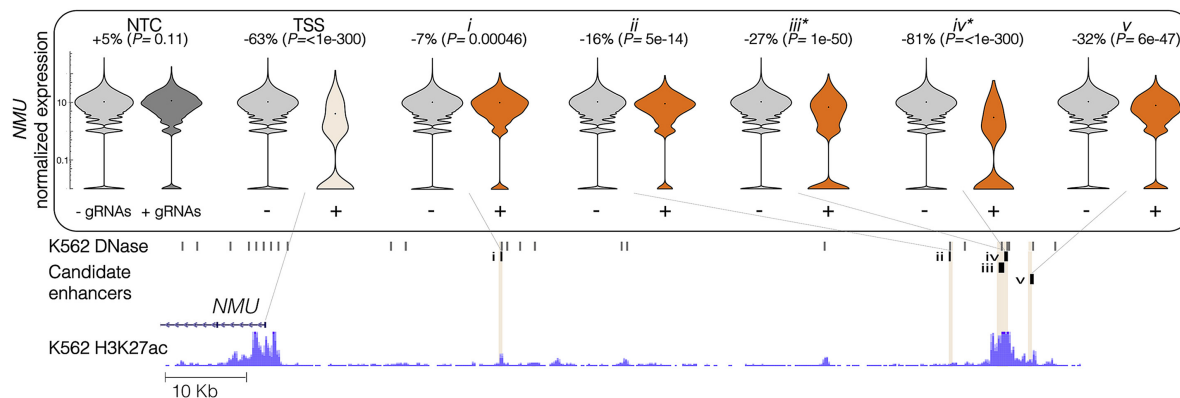 NTC TSS i ii iii* iv* v
+5% (P= 0.11) -63% (P=<1e-300) -7% (P= 0.00046) -16% (P= 5e-14) -27% (P= 1e-50) -81% (P=<1e-300) -32% (P= 6e-47)
NMU
normalized expression
10
0.1
- gRNAs + gRNAs - + - + - + - + - + - +
K562 DNase
i ii iv
Candidate
iii
enhancers
v
NMU
K562 H3K27ac
10 Kb